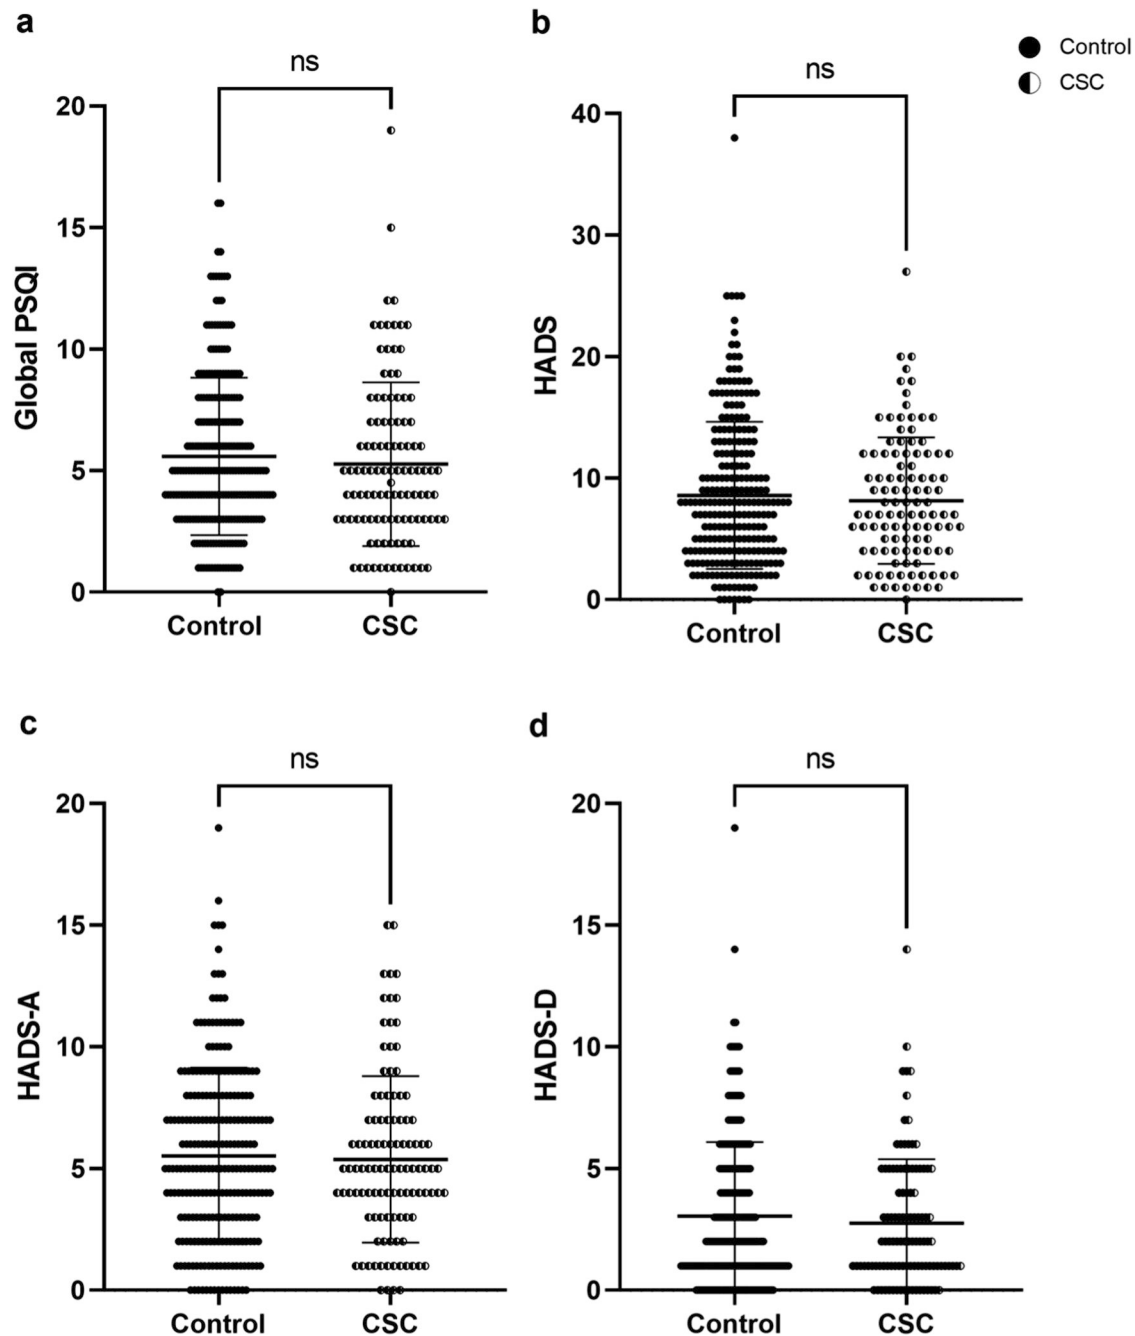 a
ns
20
15
10
5
0
Global PSQI
Control
CSC
b
ns
40
30
20
10
0
HADS
Control
CSC
Control
CSC
c
ns
20
15
10
5
0
HADS-A
Control
CSC
d
ns
20
15
10
5
0
HADS-D
Control
CSC